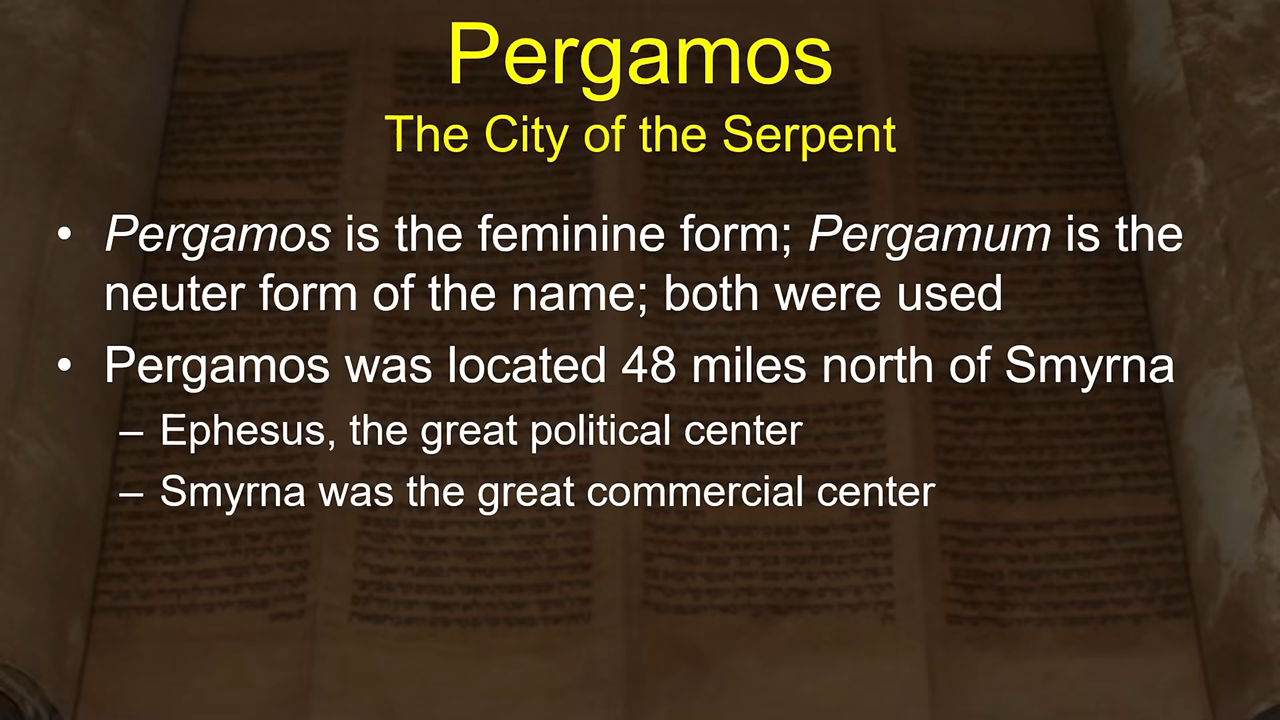 Pergamos
The City of the Serpent
• Pergamos is the feminine form; Pergamum is the
neuter form of the name; both were used
• Pergamos was located 48 miles north of Smyrna
– Ephesus, the great political center
– Smyrna was the great commercial center